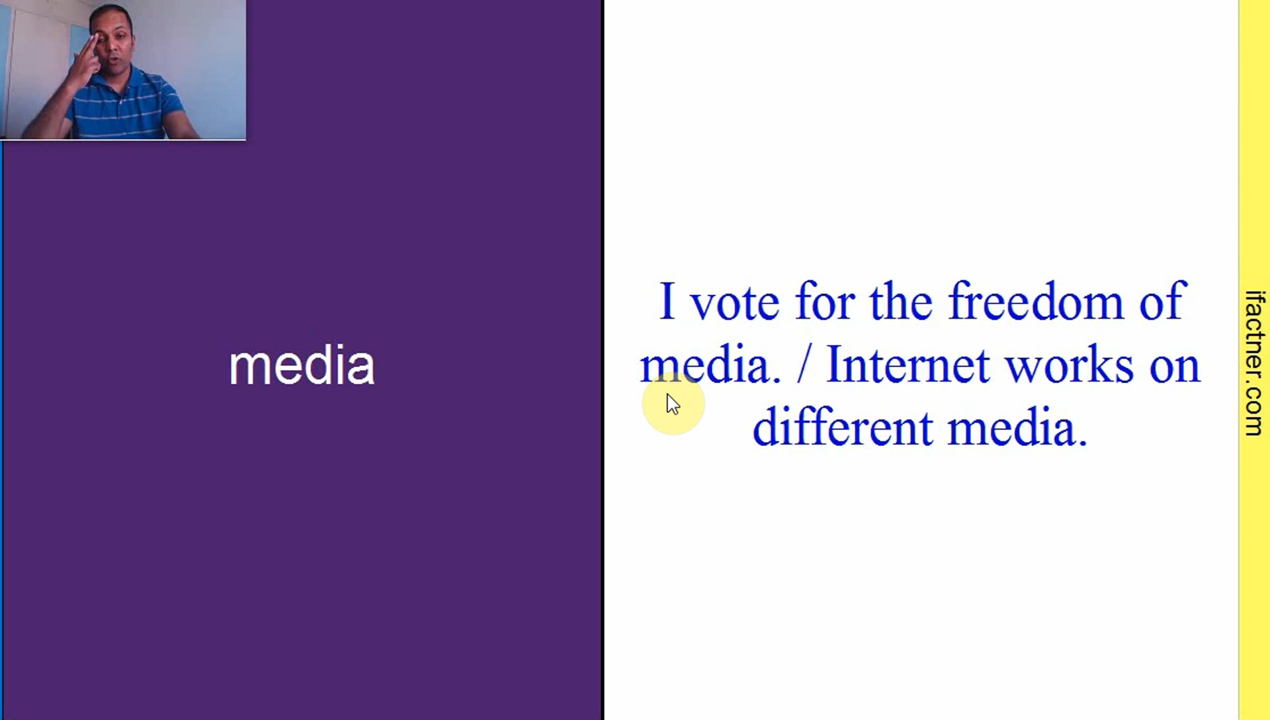 media
I vote for the freedom of
media. / Internet works on
different media.
ifactner.com